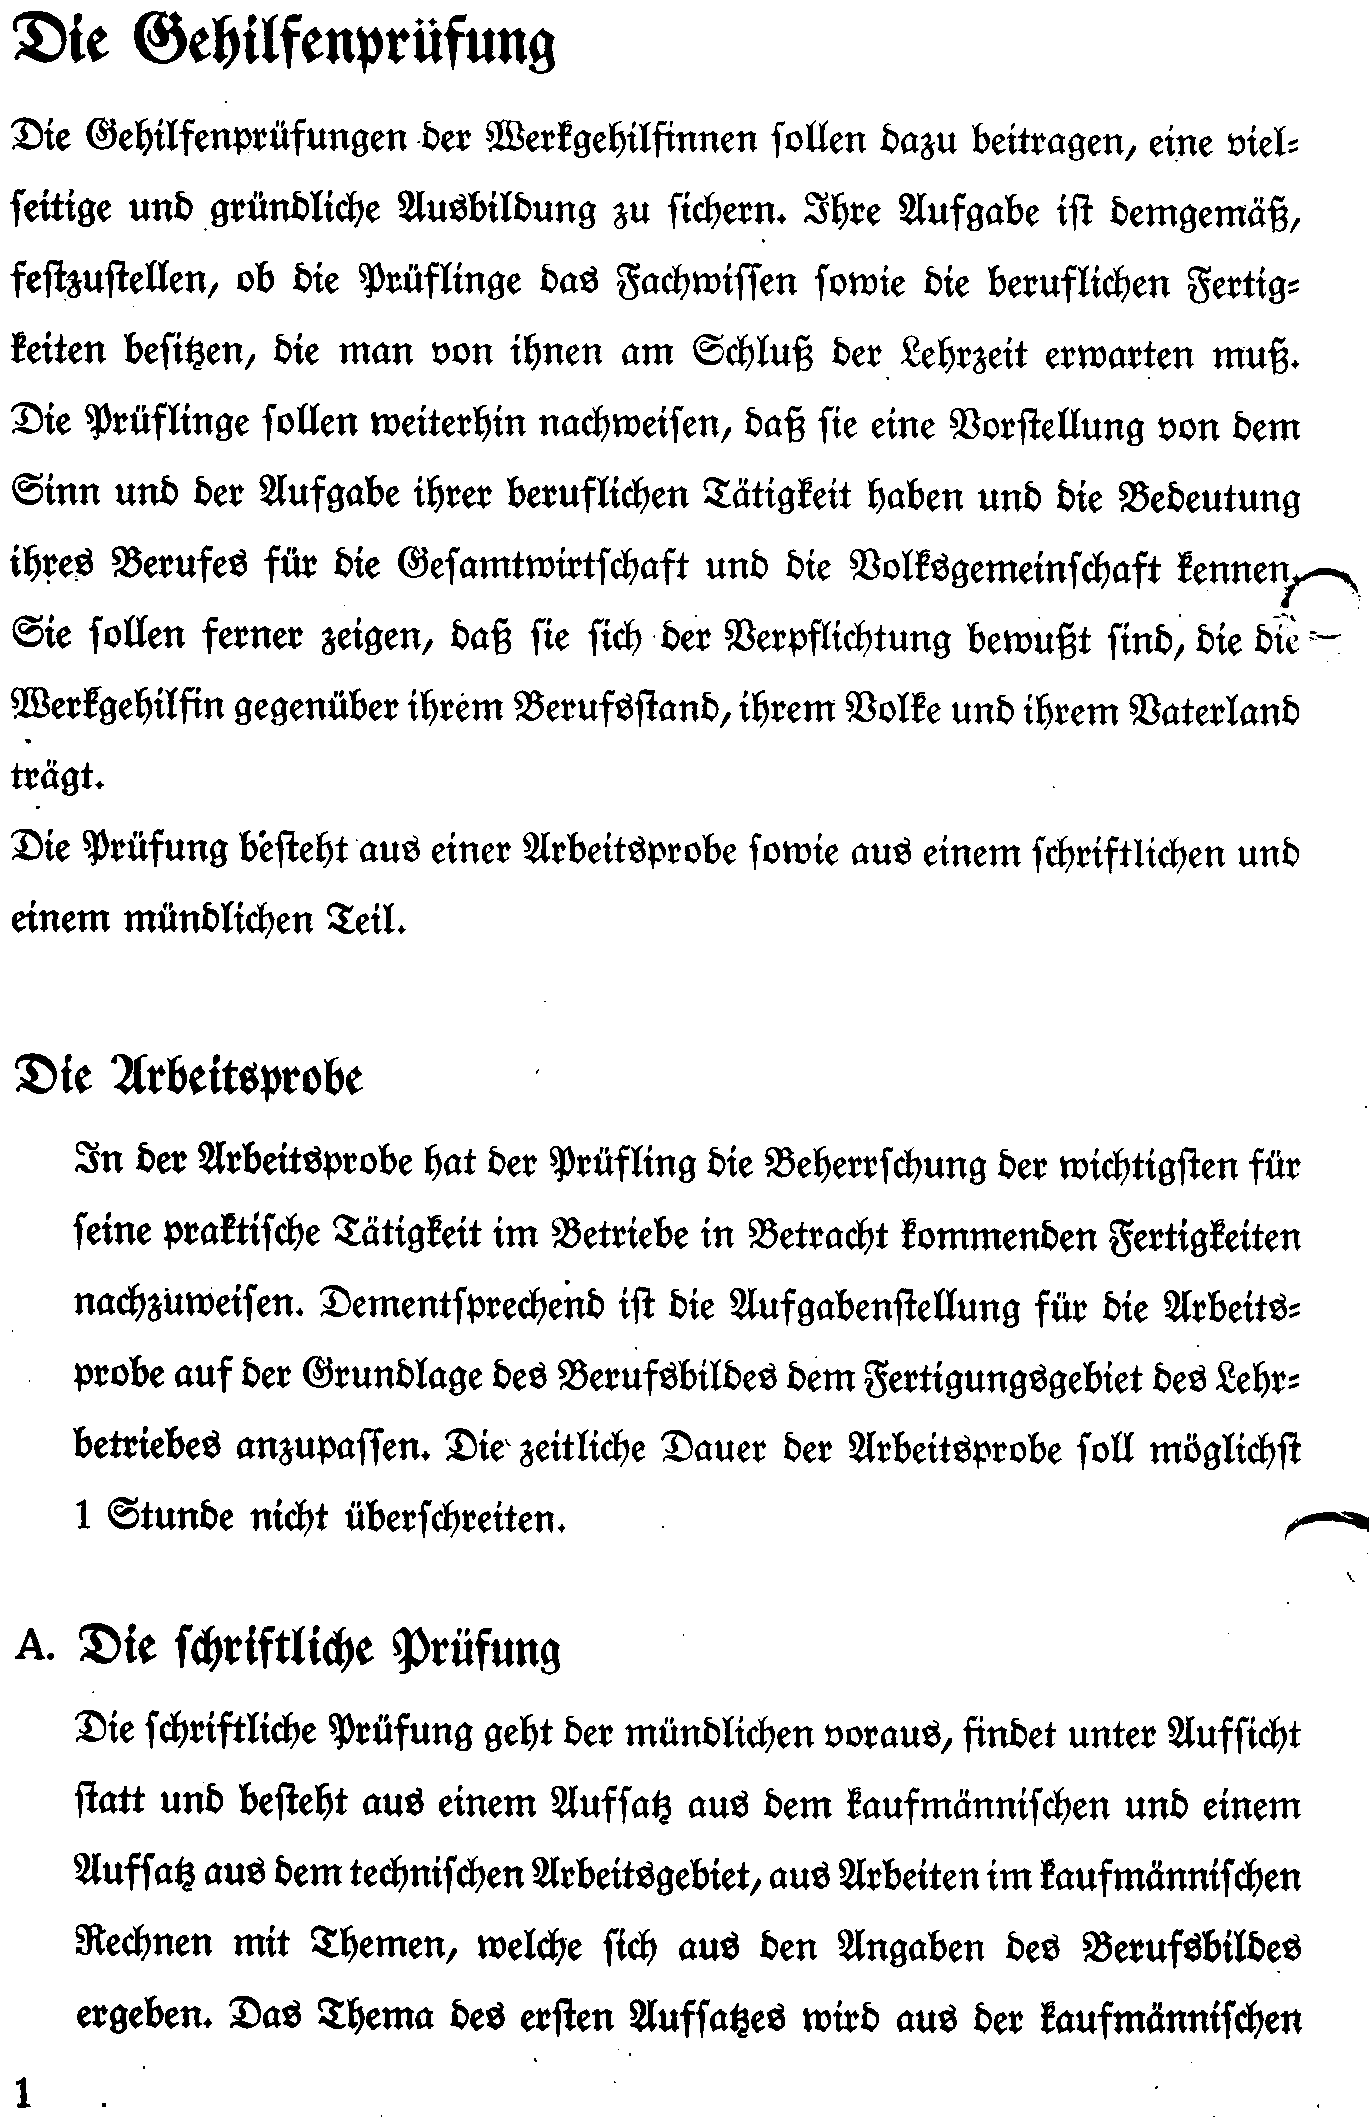 Die Gehilfenprüfung
Die Gehilfenprüfungen der Werkgehilfinnen sollen dazu beitragen, eine viel-
seitige und gründliche Ausbildung zu sichern. Ihre Aufgabe ist demgemäß,
festzustellen, ob die Prüflinge das Fachwissen sowie die beruflichen Fertig-
keiten besitzen, die man von ihnen am Schluß der Lehrzeit erwarten muß.
Die Prüflinge sollen weiterhin nachweisen, daß sie eine Vorstellung von dem
Sinn und der Aufgabe ihrer beruflichen Tätigkeit haben und die Bedeutung
ihres Berufes für die Gesamtwirtschaft und die Volksgemeinschaft kennen.
Sie sollen ferner zeigen, daß sie sich der Verpflichtung bewußt sind, die die
Werkgehilfin gegenüber ihrem Berufsstand, ihrem Volke und ihrem Vaterland
trägt.
Die Prüfung besteht aus einer Arbeitsprobe sowie aus einem schriftlichen und
einem mündlichen Teil.
Die Arbeitsprobe
In der Arbeitsprobe hat der Prüfling die Beherrschung der wichtigsten für
seine praktische Tätigkeit im Betriebe in Betracht kommenden Fertigkeiten
nachzuweisen. Dementsprechend ist die Aufgabenstellung für die Arbeits-
probe auf der Grundlage des Berufsbildes dem Fertigungsgebiet des Lehr-
betriebes anzupassen. Die zeitliche Dauer der Arbeitsprobe soll möglichst
1 Stunde nicht überschreiten.
A. Die schriftliche Prüfung
Die schriftliche Prüfung geht der mündlichen voraus, findet unter Aufsicht
statt und besteht aus einem Aufsatz aus dem kaufmännischen und einem
Aufsatz aus dem technischen Arbeitsgebiet, aus Arbeiten im kaufmännischen
Rechnen mit Themen, welche sich aus den Angaben des Berufsbildes
ergeben. Das Thema des ersten Aufsatzes wird aus der kaufmännischen
1